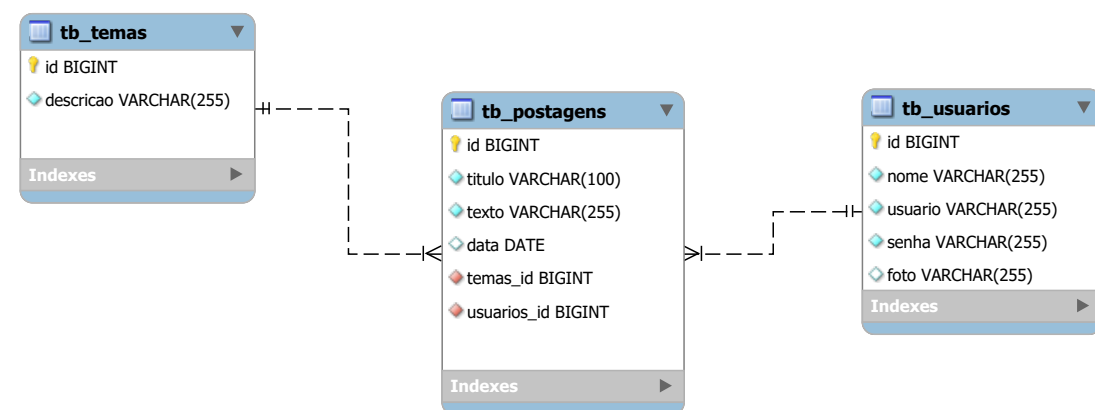 tb_temas
id BIGINT
descricao VARCHAR(255)
Indexes
tb_postagens
id BIGINT
titulo VARCHAR(100)
texto VARCHAR(255)
data DATE
temas_id BIGINT
usuarios_id BIGINT
Indexes
tb_usuarios
id BIGINT
nome VARCHAR(255)
usuario VARCHAR(255)
senha VARCHAR(255)
foto VARCHAR(255)
Indexes